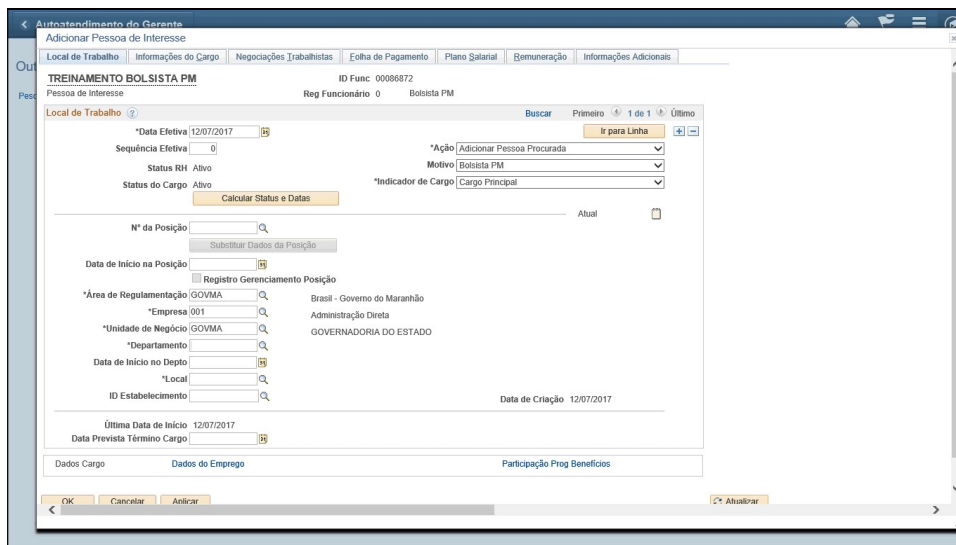 Autoatendimento do Gerente
Adicionar Pessoa de Interesse
Local de Trabalho Informações do Cargo Negociações Trabalhistas Folha de Pagamento Plano Salarial Remuneração Informações Adicionais
TREINAMENTO BOLSISTA PM ID Func 00086872
Pessoa de Interesse Reg Funcionário 0 Bolsista PM
Local de Trabalho ? Buscar Primeiro 1 de 1 Último
*Data Efetiva 12/07/2017 Ir para Linha + -
Sequência Efetiva 0 *Ação Adicionar Pessoa Procurada
Status RH Ativo Motivo Bolsista PM
Status do Cargo Ativo *Indicador de Cargo Cargo Principal
Calcular Status e Datas
Atual
Nº da Posição
Substituir Dados da Posição
Data de Início na Posição
Registro Gerenciamento Posição
*Área de Regulamentação GOVMA Brasil - Governo do Maranhão
*Empresa 001 Administração Direta
*Unidade de Negócio GOVMA GOVERNADORIA DO ESTADO
*Departamento
Data de Início no Depto
*Local
ID Estabelecimento Data de Criação 12/07/2017
Última Data de Início 12/07/2017
Data Prevista Término Cargo
Dados Cargo Dados do Emprego Participação Prog Benefícios
OK Cancelar Aplicar Atualizar